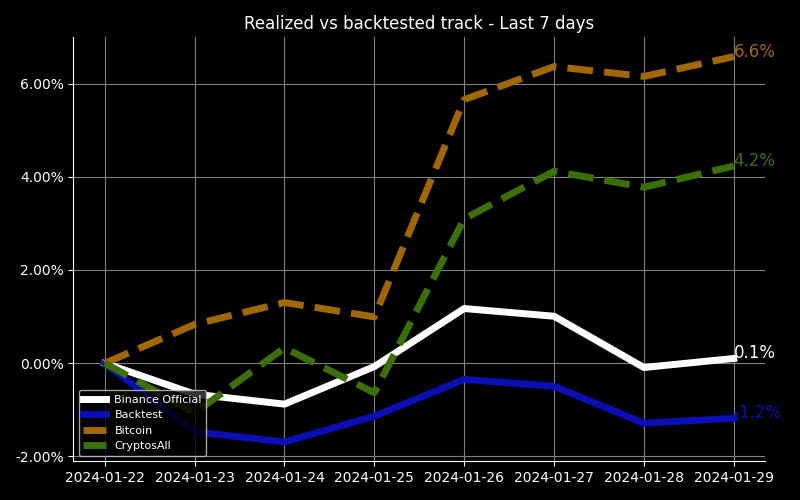 Realized vs backtested track - Last 7 days
6.6%
6.00%
4.2%
4.00%
2.00%
0.1%
0.00%
-1.2%
Binance Official
Backtest
Bitcoin
CryptosAll
-2.00%
2024-01-22 2024-01-23 2024-01-24 2024-01-25 2024-01-26 2024-01-27 2024-01-28 2024-01-29